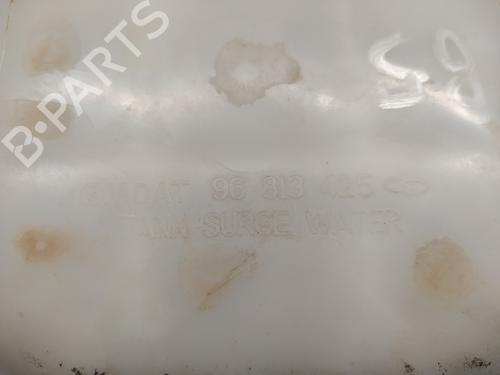 B-PARTS
GMDAT 96 813 425
TANK-SURGE, WATER